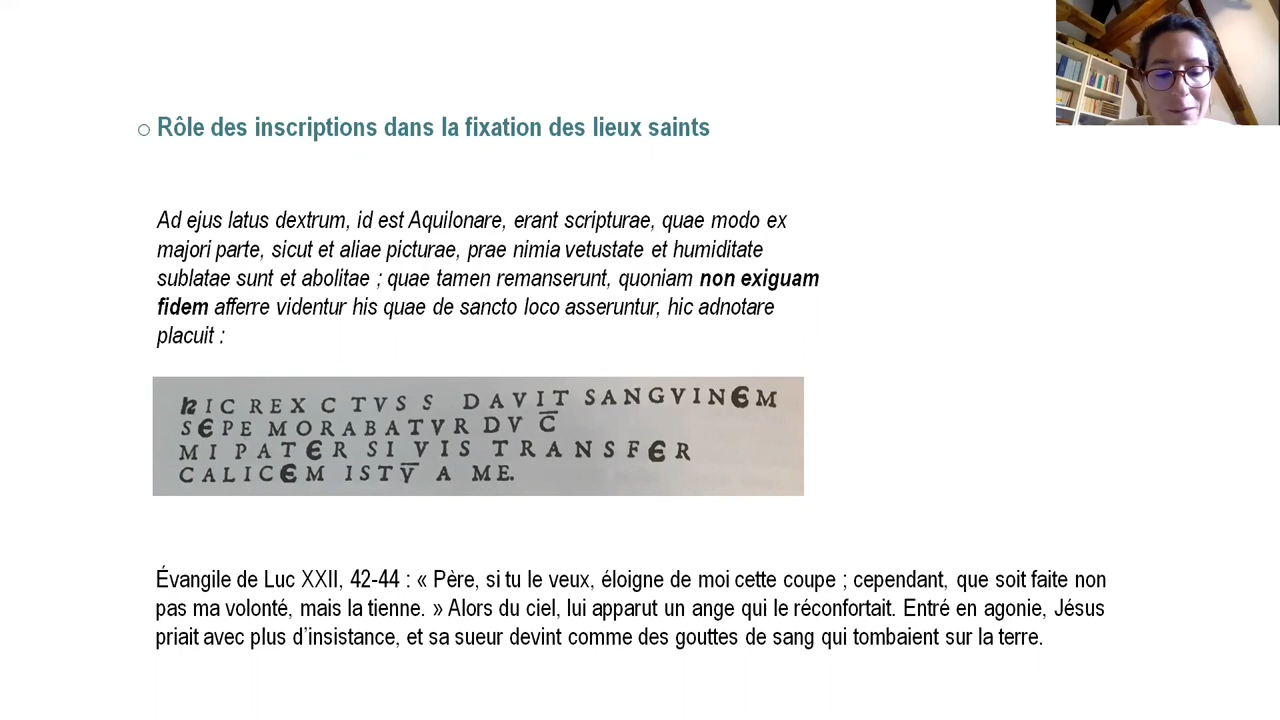 Rôle des inscriptions dans la fixation des lieux saints
Ad ejus latus dextrum, id est Aquilonare, erant scripturae, quae modo ex
majori parte, sicut et aliae picturae, prae nimia vetustate et humiditate
sublatae sunt et abolitae ; quae tamen remanserunt, quoniam non exiguam
fidem afferre videntur his quae de sancto loco asseruntur, hic adnotare
placuit :
hIC REX C TVS S DAVIT SANGVINEM
SEPE MORABATVR DV C̅
MI PATER SI VIS TRANSFER
CALICEM ISTV̅ A ME.
Évangile de Luc XXII, 42-44 : « Père, si tu le veux, éloigne de moi cette coupe ; cependant, que soit faite non
pas ma volonté, mais la tienne. » Alors du ciel, lui apparut un ange qui le réconfortait. Entré en agonie, Jésus
priait avec plus d’insistance, et sa sueur devint comme des gouttes de sang qui tombaient sur la terre.